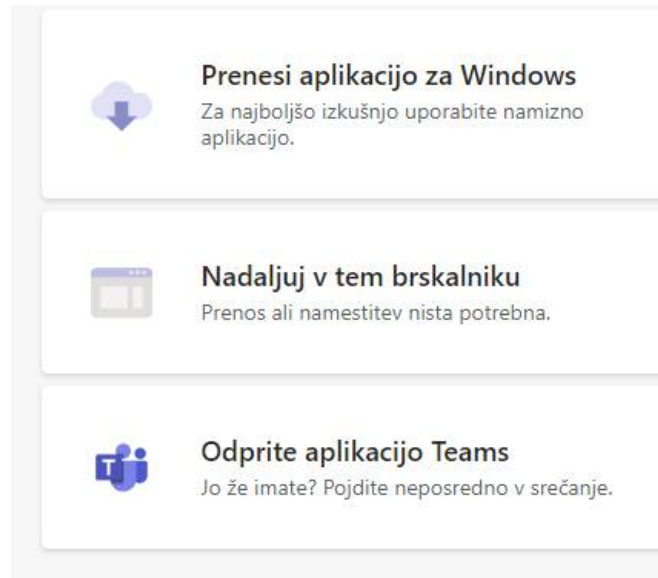 Prenesi aplikacijo za Windows
Za najboljšo izkušnjo uporabite namizno
aplikacijo.
Nadaljuj v tem brskalniku
Prenos ali namestitev nista potrebna.
T
Odprite aplikacijo Teams
Jo že imate? Pojdite neposredno v srečanje.